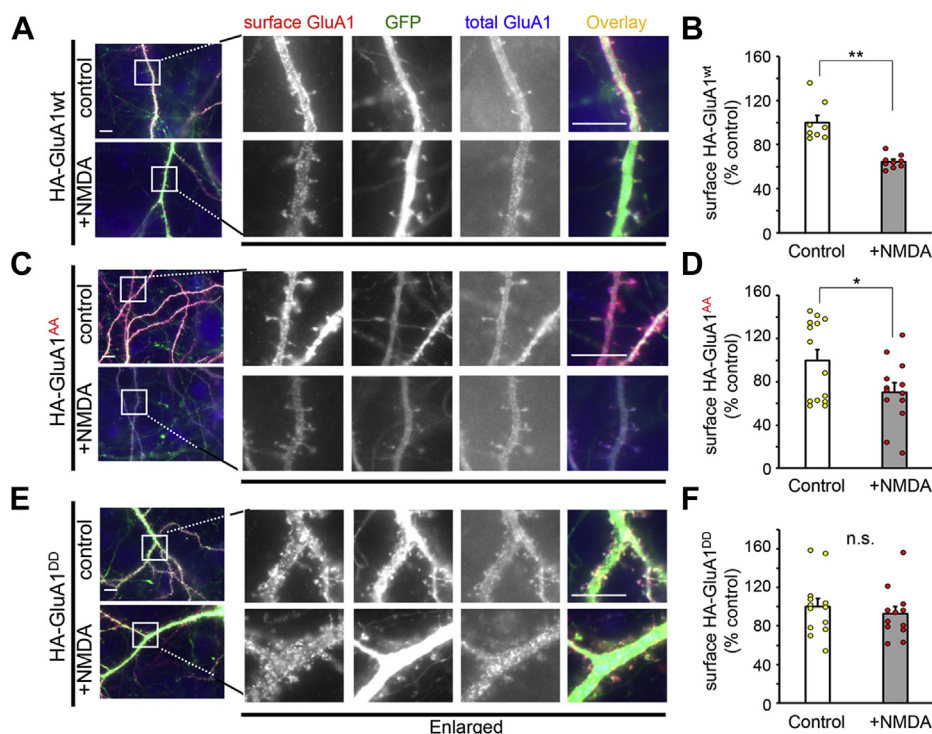 A
surface GluA1 GFP total GluA1 Overlay
HA-GluA1wt
control
+NMDA
B
surface HA-GluA1wt
(% control)
160
120
80
40
0
**
Control +NMDA
C
HA-GluA1AA
control
+NMDA
D
surface HA-GluA1AA
(% control)
160
120
80
40
0
*
Control +NMDA
E
HA-GluA1DD
control
+NMDA
Enlarged
F
surface HA-GluA1DD
(% control)
160
120
80
40
0
n.s.
Control +NMDA